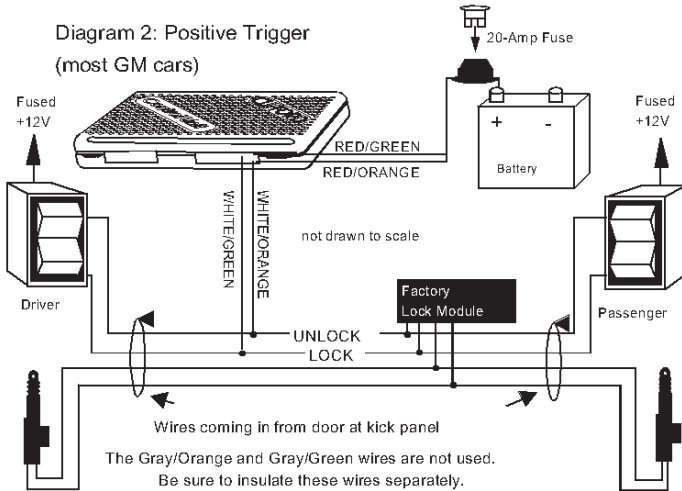 Diagram 2: Positive Trigger
(most GM cars)
20-Amp Fuse
Fused
+12V
Fused
+12V
+ -
Battery
RED/GREEN
RED/ORANGE
WHITE/GREEN
WHITE/ORANGE
not drawn to scale
Driver
Factory
Lock Module
Passenger
UNLOCK
LOCK
Wires coming in from door at kick panel
The Gray/Orange and Gray/Green wires are not used.
Be sure to insulate these wires separately.